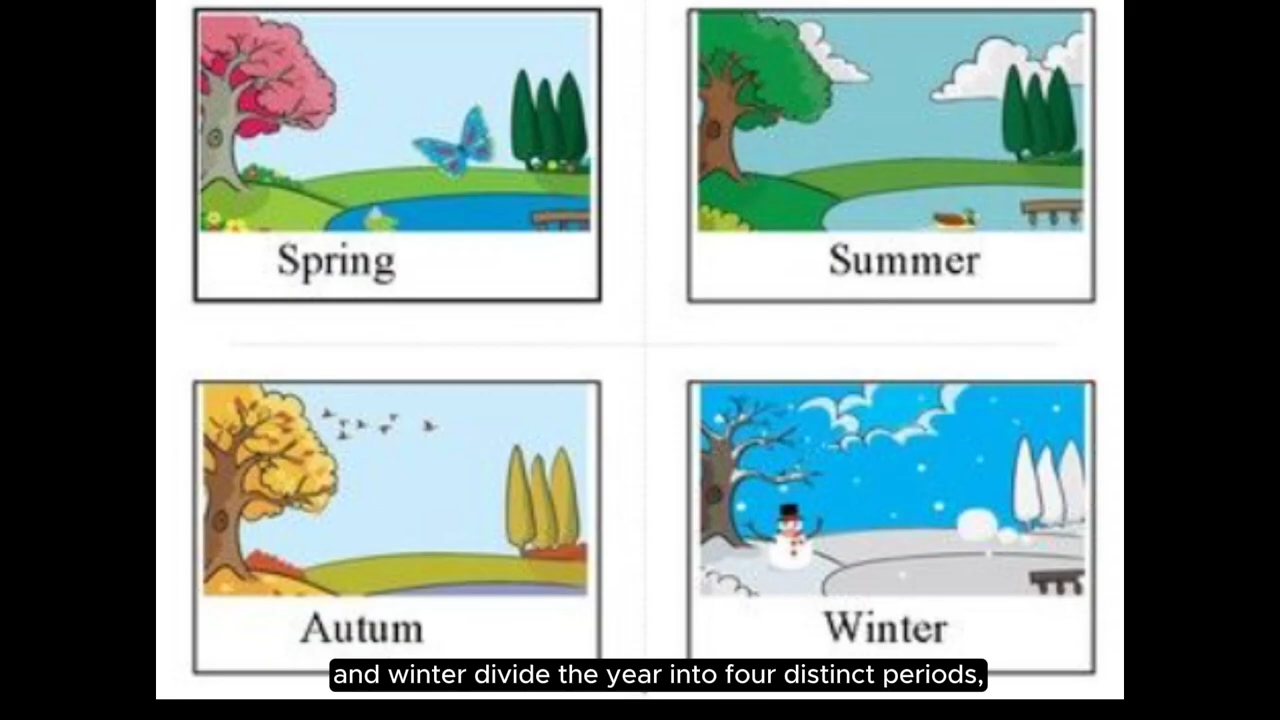 Spring
Summer
Autum
Winter
and winter divide the year into four distinct periods,